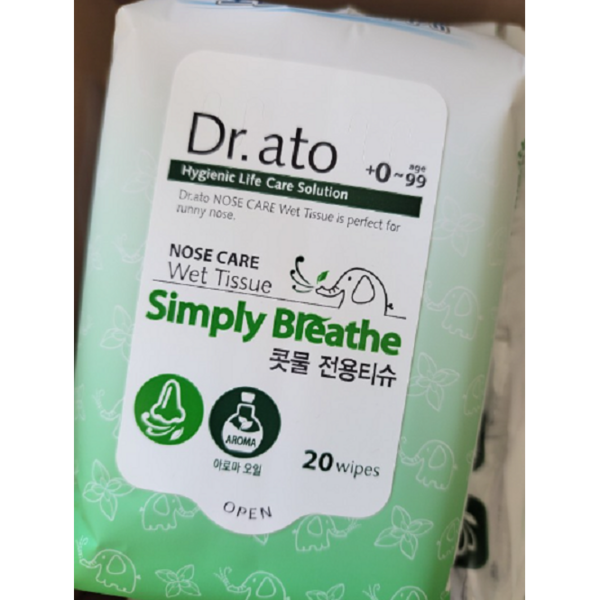 Dr.ato
+0~99 age
Hygienic Life Care Solution
Dr.ato NOSE CARE Wet Tissue is perfect for
runny nose.
NOSE CARE
Wet Tissue
Simply Breathe
콧물 전용티슈
AROMA
아로마 오일
20 wipes
OPEN